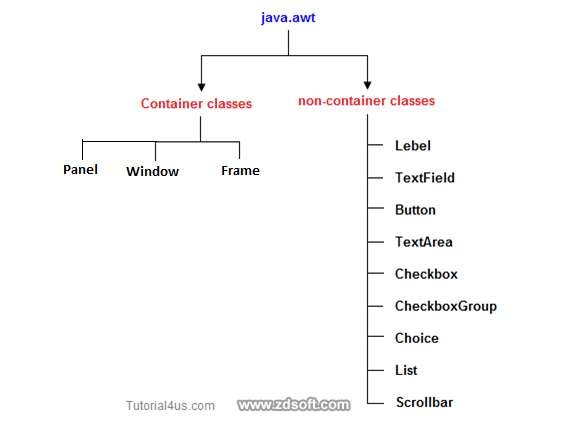 java.awt
Container classes
non-container classes
Panel
Window
Frame
Lebel
TextField
Button
TextArea
Checkbox
CheckboxGroup
Choice
List
Scrollbar
Tutorial4us.com
www.zdsoft.com